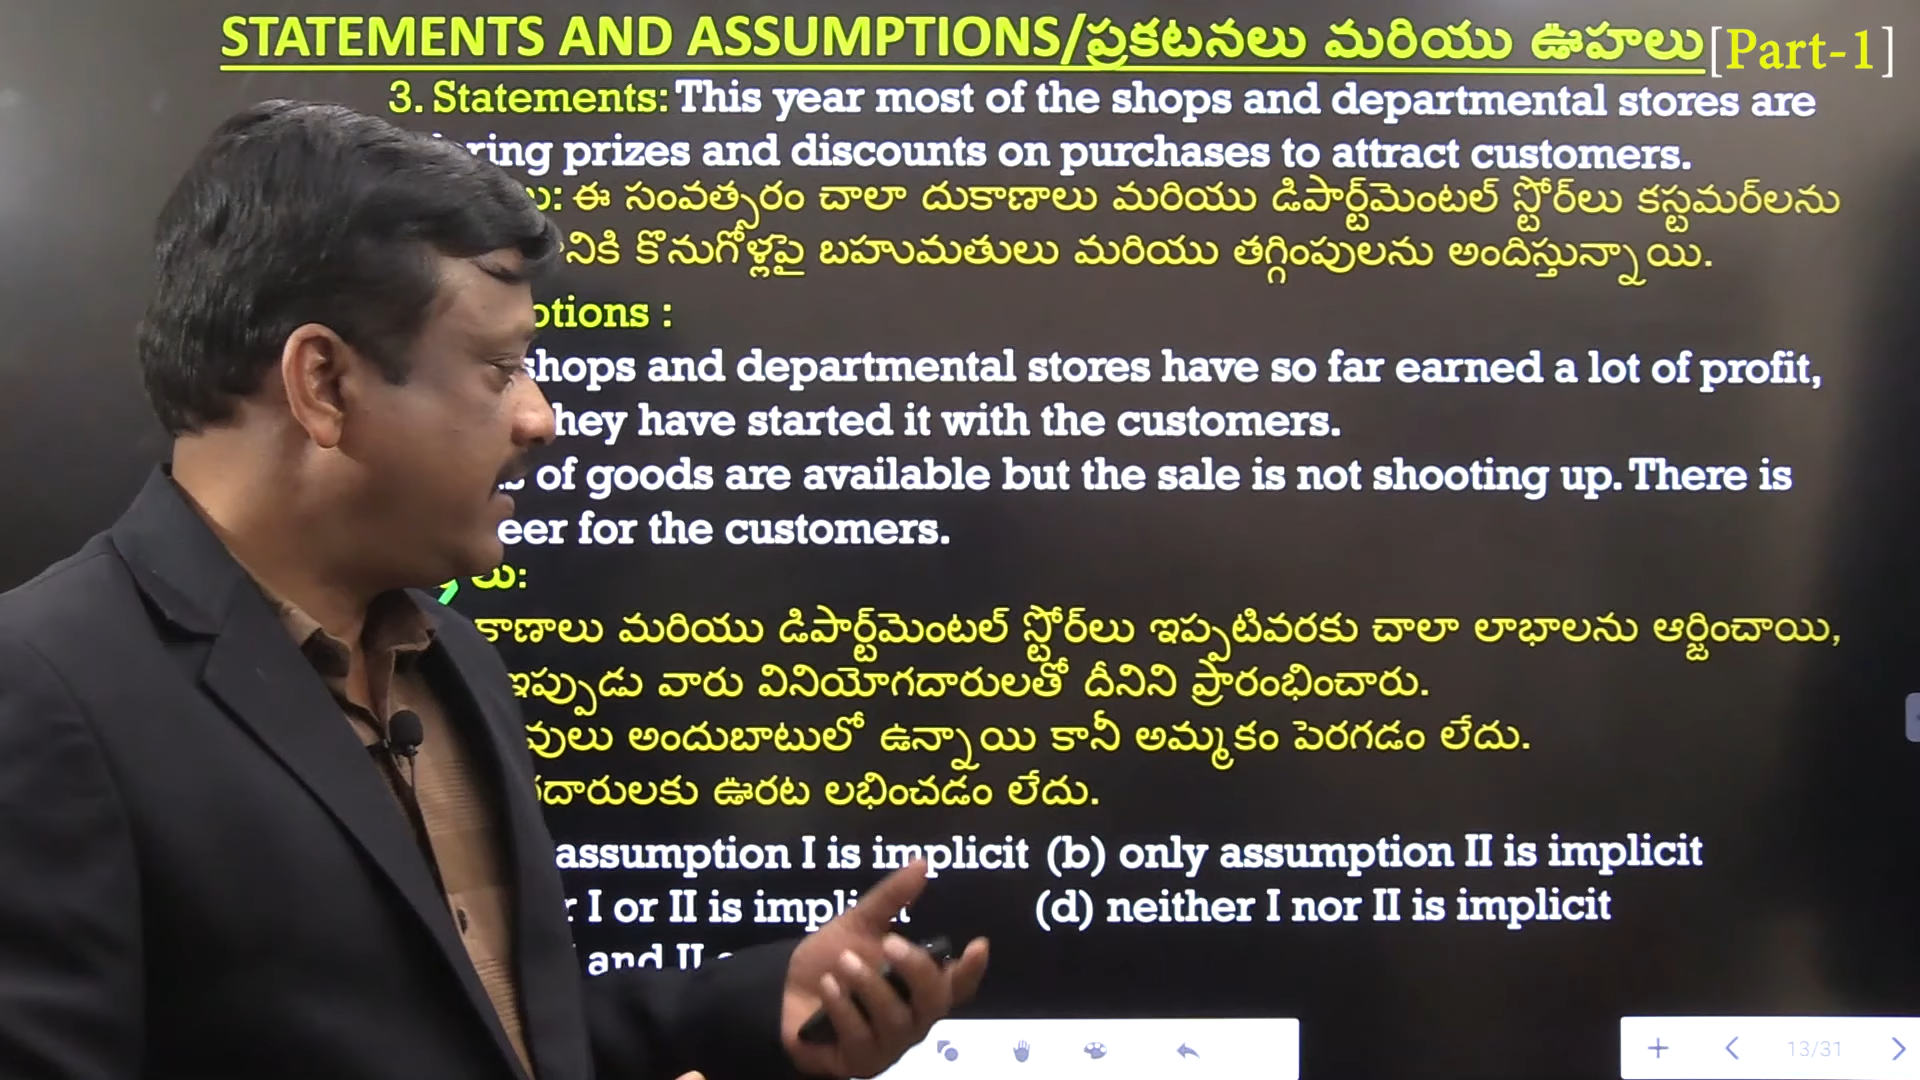 STATEMENTS AND ASSUMPTIONS/ప్రకటనలు మరియు ఊహలు[Part-1]
3. Statements: This year most of the shops and departmental stores are
ring prizes and discounts on purchases to attract customers.
లు: ఈ సంవత్సరం చాలా దుకాణాలు మరియు డిపార్ట్‌మెంటల్ స్టోర్‌లు కస్టమర్‌లను
నికి కొనుగోళ్లపై బహుమతులు మరియు తగ్గింపులను అందిస్తున్నాయి.
ptions :
shops and departmental stores have so far earned a lot of profit,
hey have started it with the customers.
of goods are available but the sale is not shooting up. There is
eer for the customers.
లు:
కాణాలు మరియు డిపార్ట్‌మెంటల్ స్టోర్‌లు ఇప్పటివరకు చాలా లాభాలను ఆర్జించాయి,
ఇప్పుడు వారు వినియోగదారులతో దీనిని ప్రారంభించారు.
వులు అందుబాటులో ఉన్నాయి కానీ అమ్మకం పెరగడం లేదు.
దారులకు ఊరట లభించడం లేదు.
assumption I is implicit (b) only assumption II is implicit
r I or II is implicit (d) neither I nor II is implicit
and II
13/31